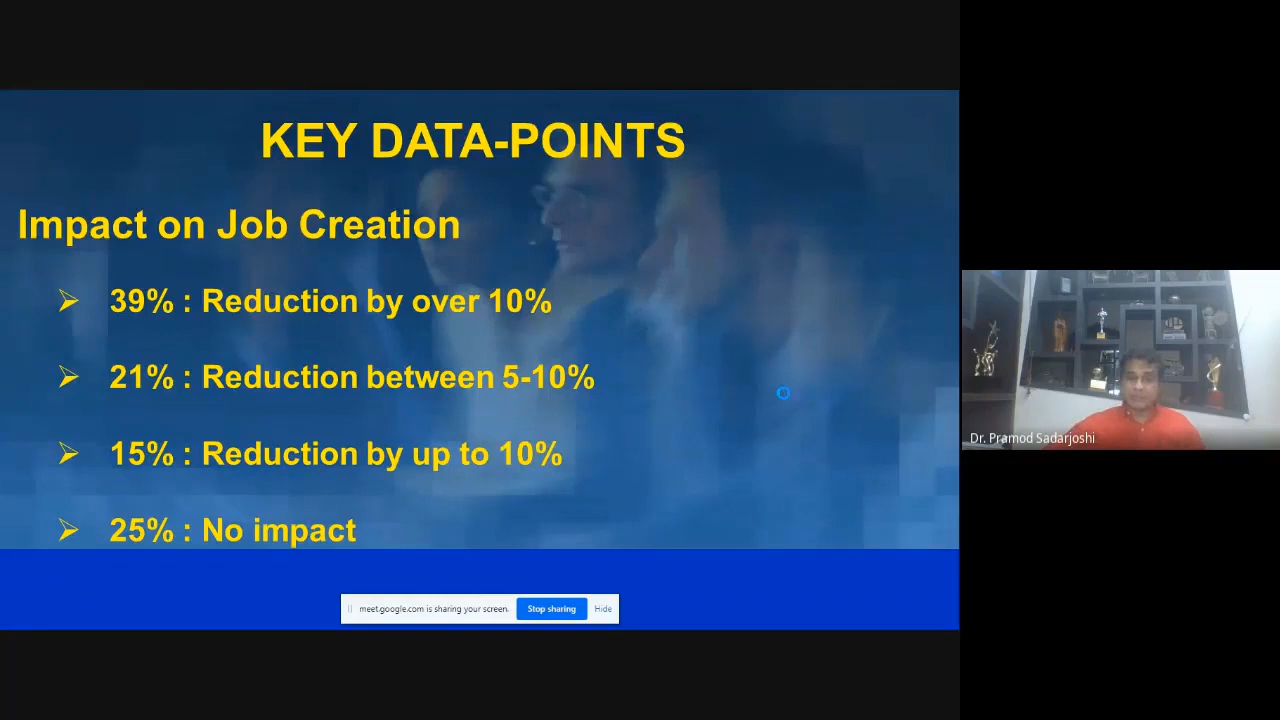 KEY DATA-POINTS
Impact on Job Creation
➢ 39% : Reduction by over 10%
➢ 21% : Reduction between 5-10%
➢ 15% : Reduction by up to 10%
➢ 25% : No impact
meet.google.com is sharing your screen. Stop sharing Hide
Dr. Pramod Sadarjoshi